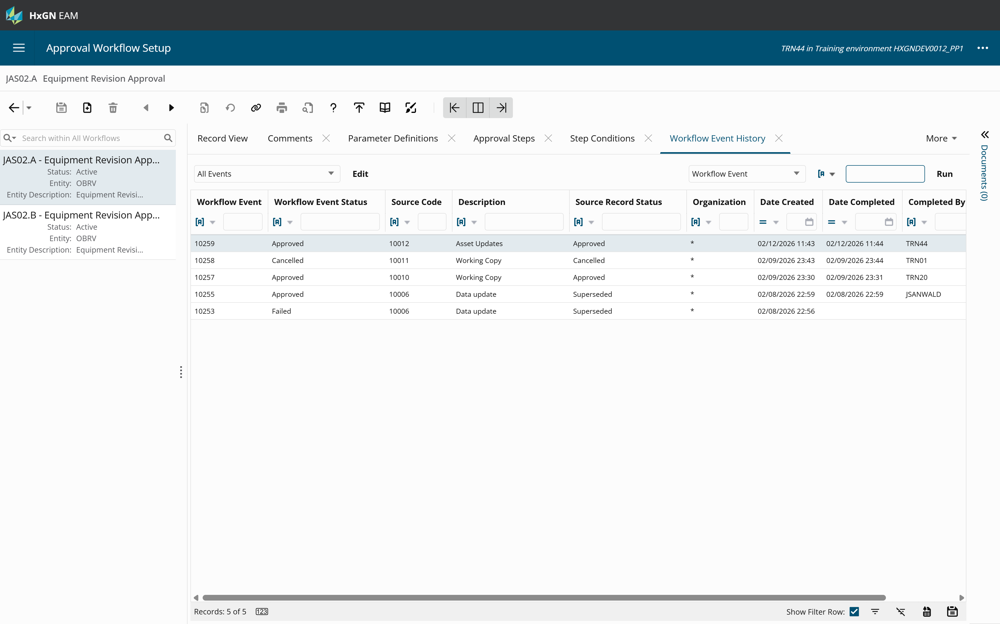 HxGN EAM
Approval Workflow Setup
TRN44 in Training environment HXGNDEV0012_PP1
JAS02.A Equipment Revision Approval
Search within All Workflows
JAS02.A - Equipment Revision App...
Status: Active
Entity: OBRV
Entity Description: Equipment Revisi...
JAS02.B - Equipment Revision App...
Status: Active
Entity: OBRV
Entity Description: Equipment Revisi...
Record View Comments Parameter Definitions Approval Steps Step Conditions Workflow Event History More
All Events Edit Workflow Event Run
Workflow Event Workflow Event Status Source Code Description Source Record Status Organization Date Created Date Completed Completed By
10259 Approved 10012 Asset Updates Approved * 02/12/2026 11:43 02/12/2026 11:44 TRN44
10258 Cancelled 10011 Working Copy Cancelled * 02/09/2026 23:43 02/09/2026 23:44 TRN01
10257 Approved 10010 Working Copy Approved * 02/09/2026 23:30 02/09/2026 23:31 TRN20
10255 Approved 10006 Data update Superseded * 02/08/2026 22:59 02/08/2026 22:59 JSANWALD
10253 Failed 10006 Data update Superseded * 02/08/2026 22:56
Records: 5 of 5 123
Show Filter Row:
Documents (0)